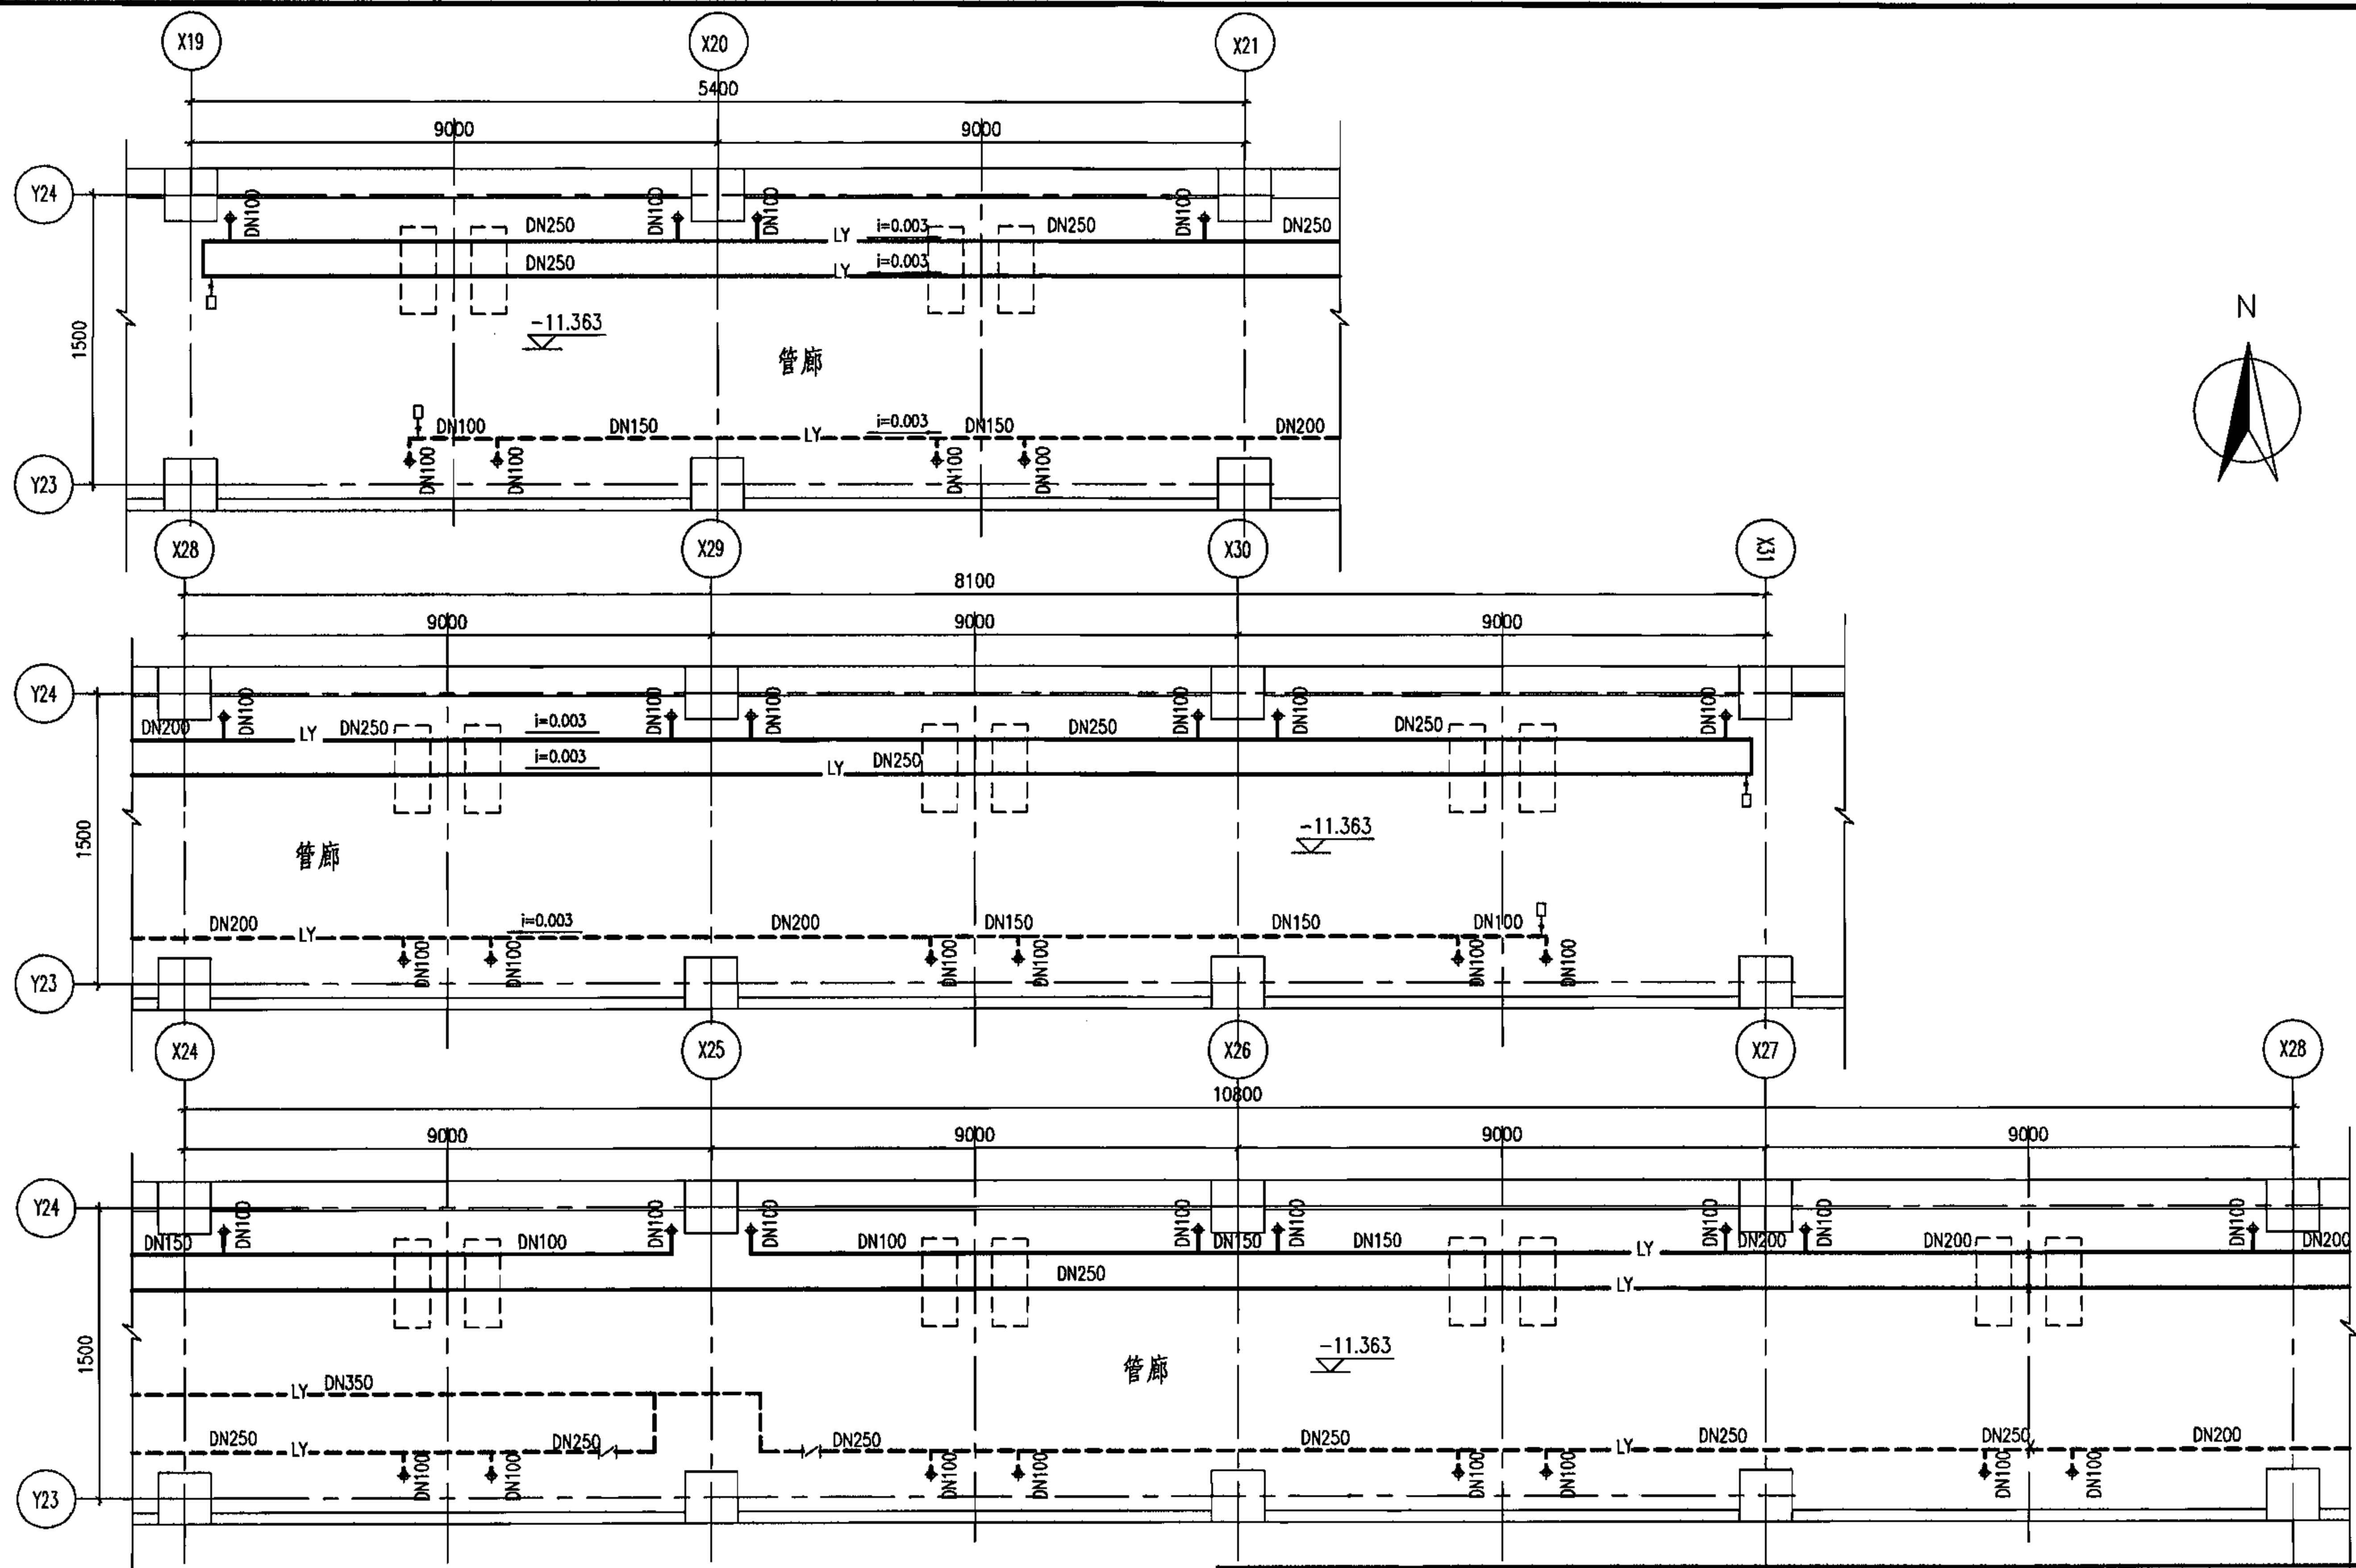 X19 X20 X21
5400
9000 9000
Y24
DN100 DN100 DN100 DN100
DN250 LY i=0.003 DN250 DN250
DN250 LY i=0.003
1500
-11.363
管廊
N
DN100 DN150 LY i=0.003 DN150 DN200
DN100 DN100 DN100 DN100
Y23
X28 X29 X30 X31
8100
9000 9000 9000
Y24
DN100 DN100 DN100 DN100 DN100 DN100
DN200 LY DN250 i=0.003 DN250 DN250
i=0.003 LY DN250
1500
-11.363
管廊
DN200 LY i=0.003 DN200 DN150 DN150 DN100
DN100 DN100 DN100 DN100 DN100 DN100
Y23
X24 X25 X26 X27 X28
10800
9000 9000 9000 9000
Y24
DN100 DN100 DN100 DN100 DN100 DN100 DN100 DN100
DN150 DN100 DN100 DN150 DN150 LY DN200 DN200 DN200
DN250 LY
1500
-11.363
管廊
LY DN350
DN250 LY DN250 DN250 DN250 LY DN250 DN250 DN200
DN100 DN100 DN100 DN100 DN100 DN100 DN100 DN100
Y23